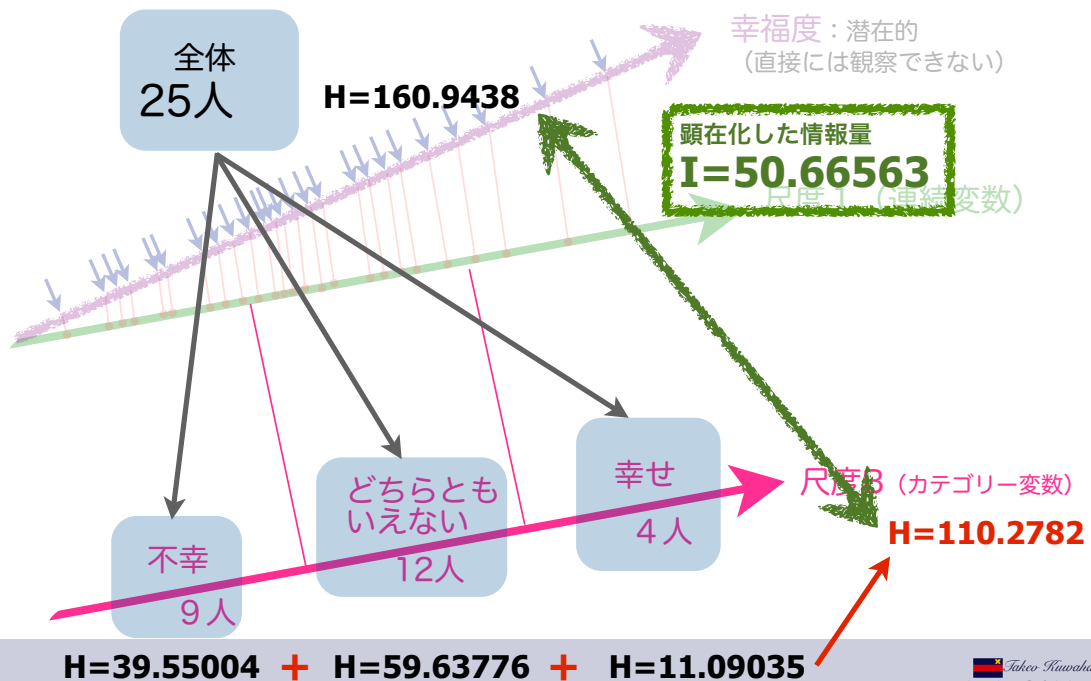 全体
25人
H=160.9438
幸福度：潜在的
（直接には観察できない）
顕在化した情報量
I=50.66563
尺度１（連続変数）
幸せ
４人
どちらとも
いえない
12人
不幸
９人
尺度3（カテゴリー変数）
H=110.2782
H=39.55004 + H=59.63776 + H=11.09035
Takeo